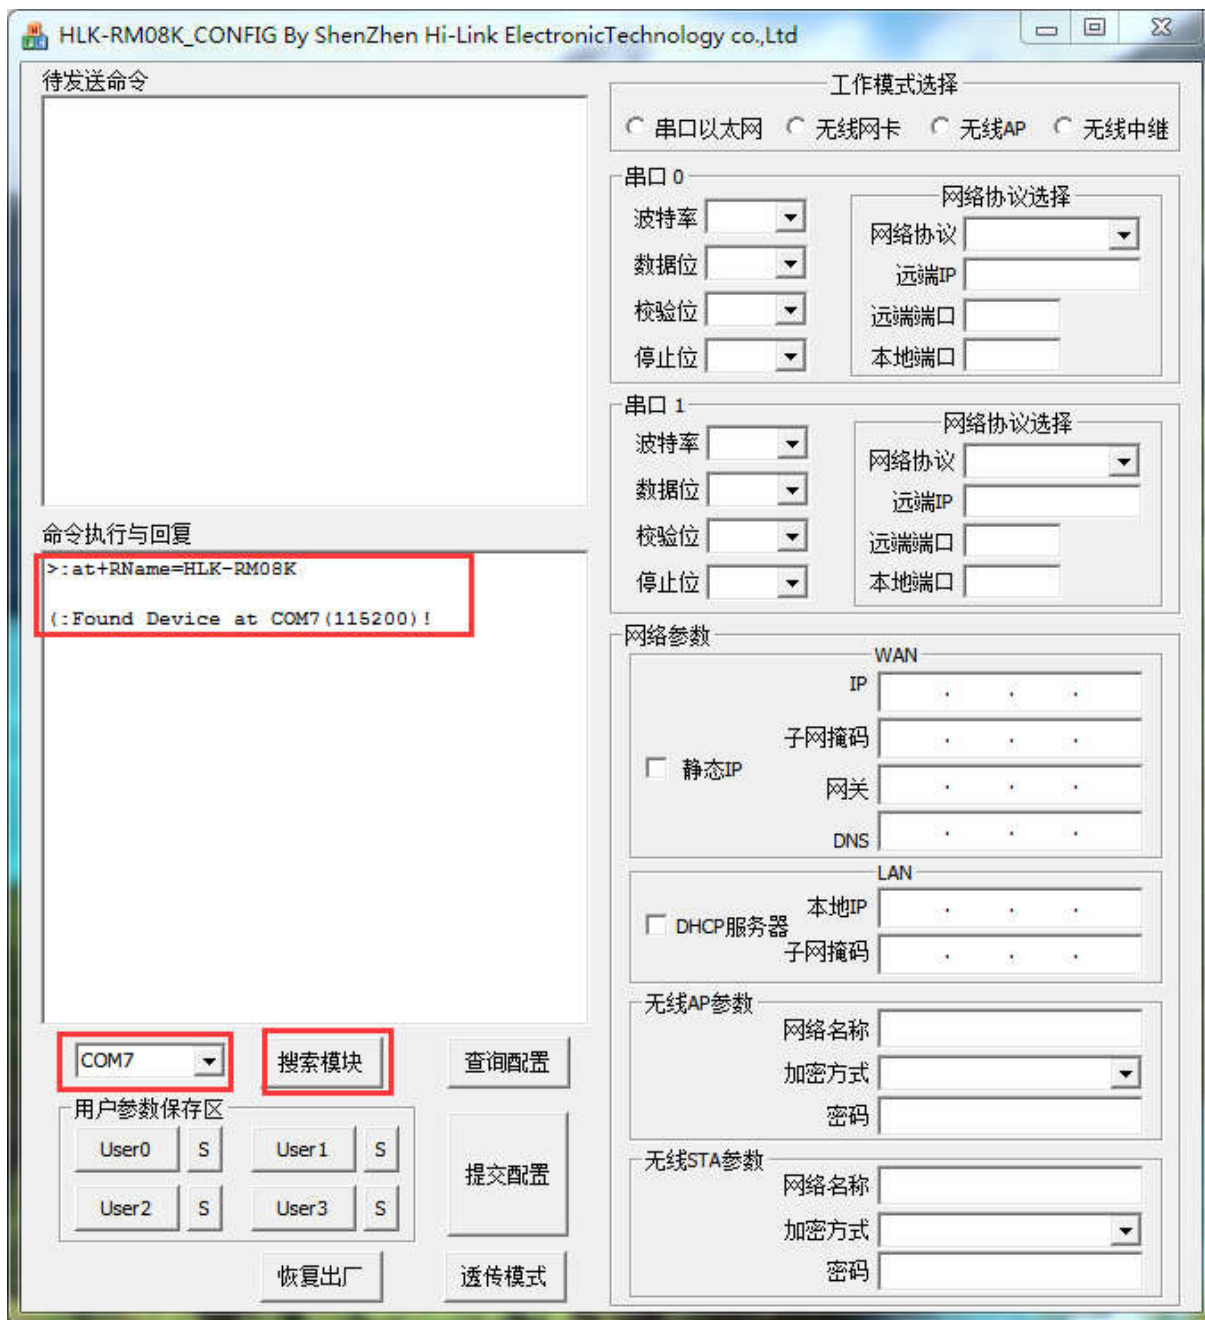 HLK-RM08K_CONFIG By ShenZhen Hi-Link ElectronicTechnology co.,Ltd
待发送命令
命令执行与回复
>:at+RName=HLK-RM08K
(:Found Device at COM7(115200)!
COM7
搜索模块
查询配置
用户参数保存区
User0 S User1 S
User2 S User3 S
提交配置
恢复出厂
透传模式
工作模式选择
串口以太网 无线网卡 无线AP 无线中继
串口 0
波特率
数据位
校验位
停止位
网络协议选择
网络协议
远端IP
远端端口
本地端口
串口 1
波特率
数据位
校验位
停止位
网络协议选择
网络协议
远端IP
远端端口
本地端口
网络参数
WAN
静态IP
IP
子网掩码
网关
DNS
LAN
DHCP服务器
本地IP
子网掩码
无线AP参数
网络名称
加密方式
密码
无线STA参数
网络名称
加密方式
密码